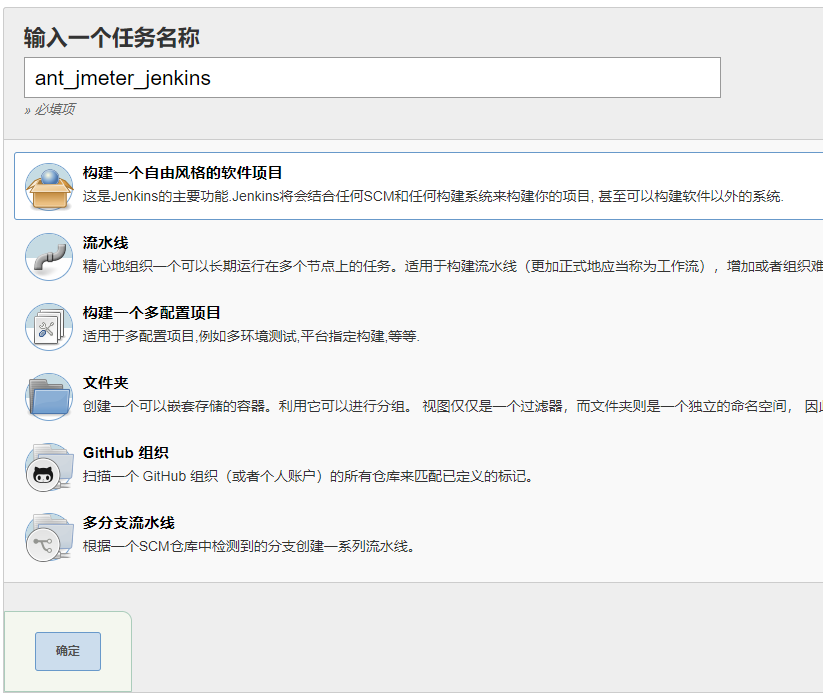 输入一个任务名称
ant_jmeter_jenkins
» 必填项
构建一个自由风格的软件项目
这是Jenkins的主要功能.Jenkins将会结合任何SCM和任何构建系统来构建你的项目, 甚至可以构建软件以外的系统.
流水线
精心地组织一个可以长期运行在多个节点上的任务。适用于构建流水线（更加正式地应当称为工作流），增加或者组织难
构建一个多配置项目
适用于多配置项目,例如多环境测试,平台指定构建,等等.
文件夹
创建一个可以嵌套存储的容器。利用它可以进行分组。 视图仅仅是一个过滤器，而文件夹则是一个独立的命名空间， 因此
GitHub 组织
扫描一个 GitHub 组织（或者个人账户）的所有仓库来匹配已定义的标记。
多分支流水线
根据一个SCM仓库中检测到的分支创建一系列流水线。
确定